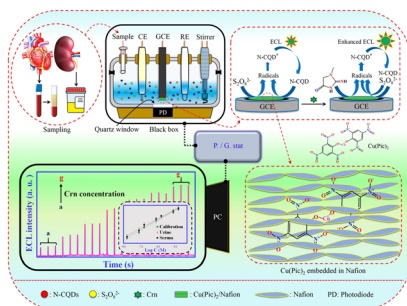 Sample
CE
GCE
RE
Stirrer
PD
Quartz window
Black box
Sampling
ECL
N-CQD*
Radicals
N-CQD
S₂O₈²⁻
GCE
Crn
Enhanced ECL
N-CQD*
Radicals
N-CQD
S₂O₈²⁻
GCE
Cu(Pic)₂
P. / G. stat
PC
ECL intensity (a. u.)
Crn concentration
g
a
a
g
Calibration
Urine
Serum
Log C (M)
Time (s)
Cu(Pic)₂ embedded in Nafion
: N-CQDs
: S₂O₈²⁻
: Crn
: Cu(Pic)₂/Nafion
: Nafion
PD: Photodiode